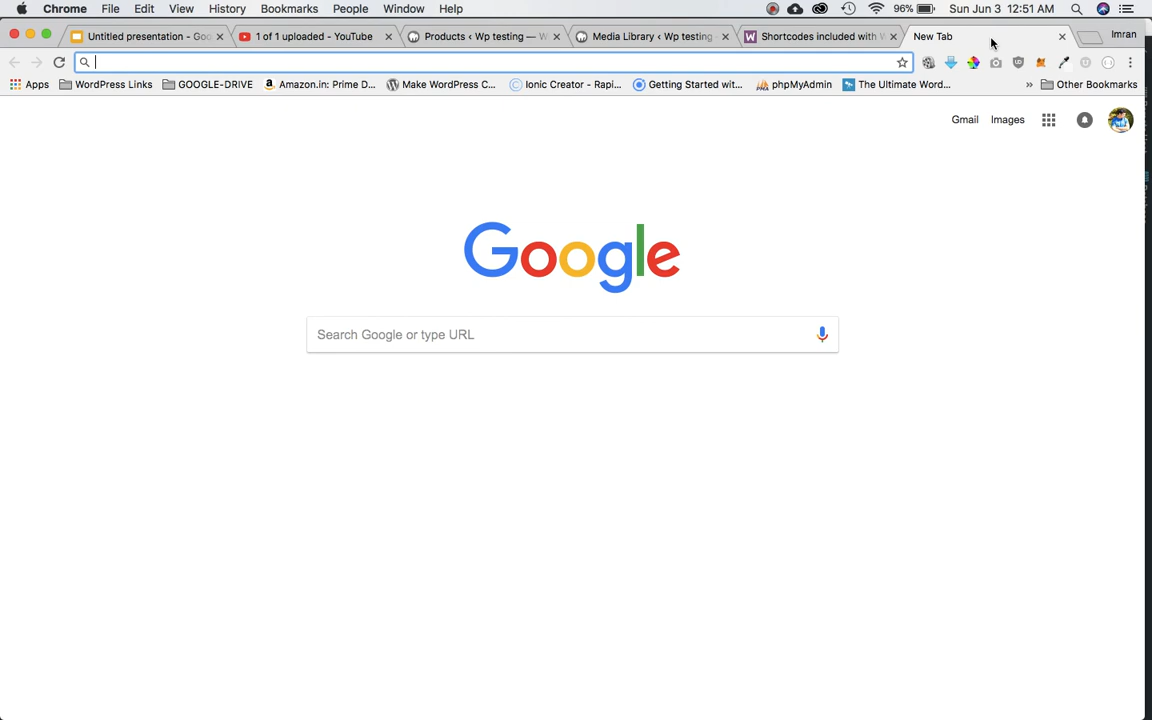 Chrome File Edit View History Bookmarks People Window Help 96% Sun Jun 3 12:51 AM
Untitled presentation - Goo 1 of 1 uploaded - YouTube Products ‹ Wp testing — W Media Library ‹ Wp testing - Shortcodes included with W New Tab Imran
Apps WordPress Links GOOGLE-DRIVE Amazon.in: Prime D... Make WordPress C... Ionic Creator - Rapi... Getting Started wit... phpMyAdmin The Ultimate Word... » Other Bookmarks
Gmail Images
Google
Search Google or type URL